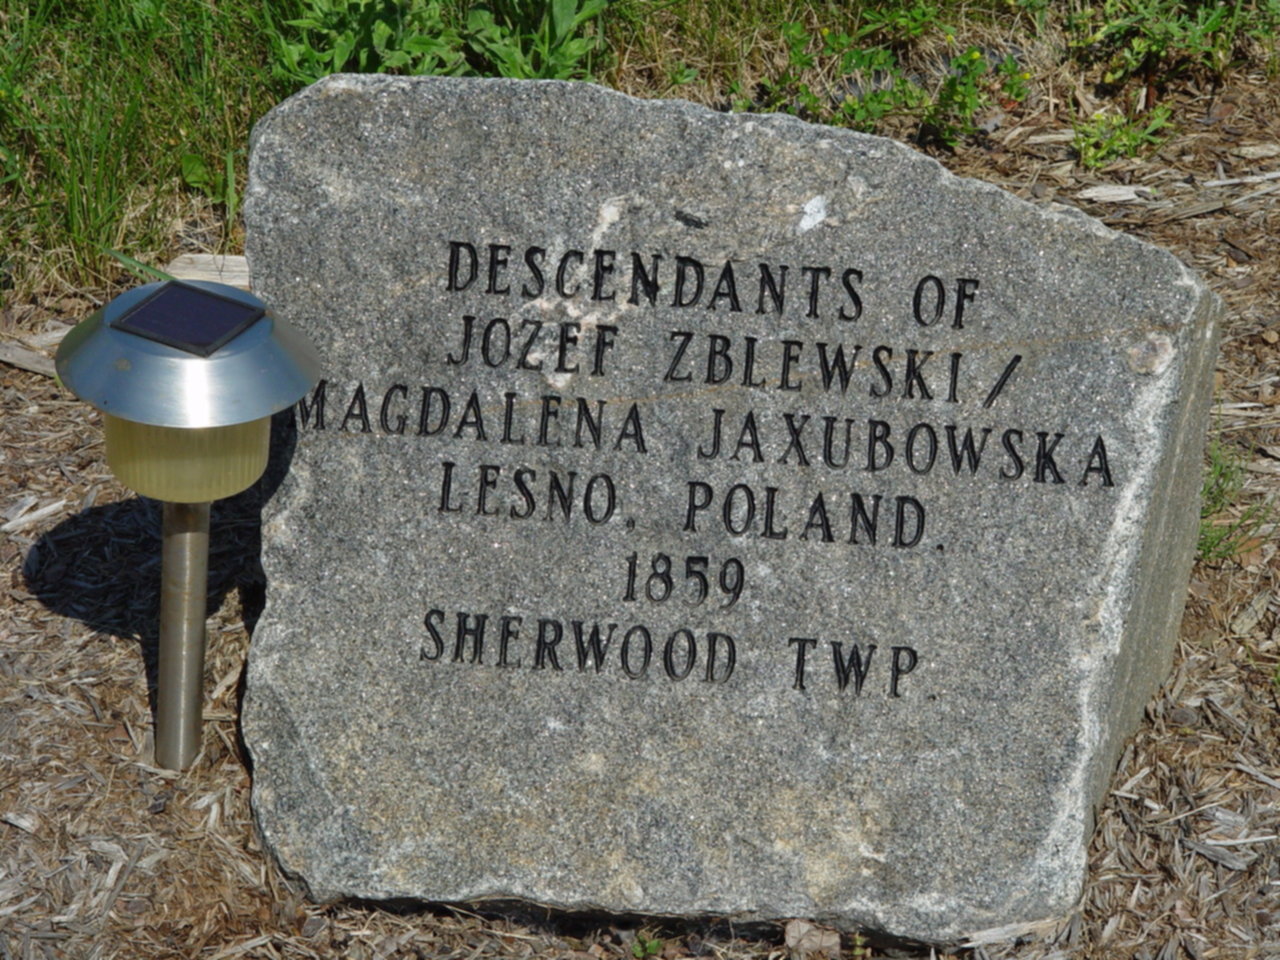 DESCENDANTS OF
JOZEF ZBLEWSKI/
MAGDALENA JAXUBOWSKA
LESNO. POLAND.
1859
SHERWOOD TWP.